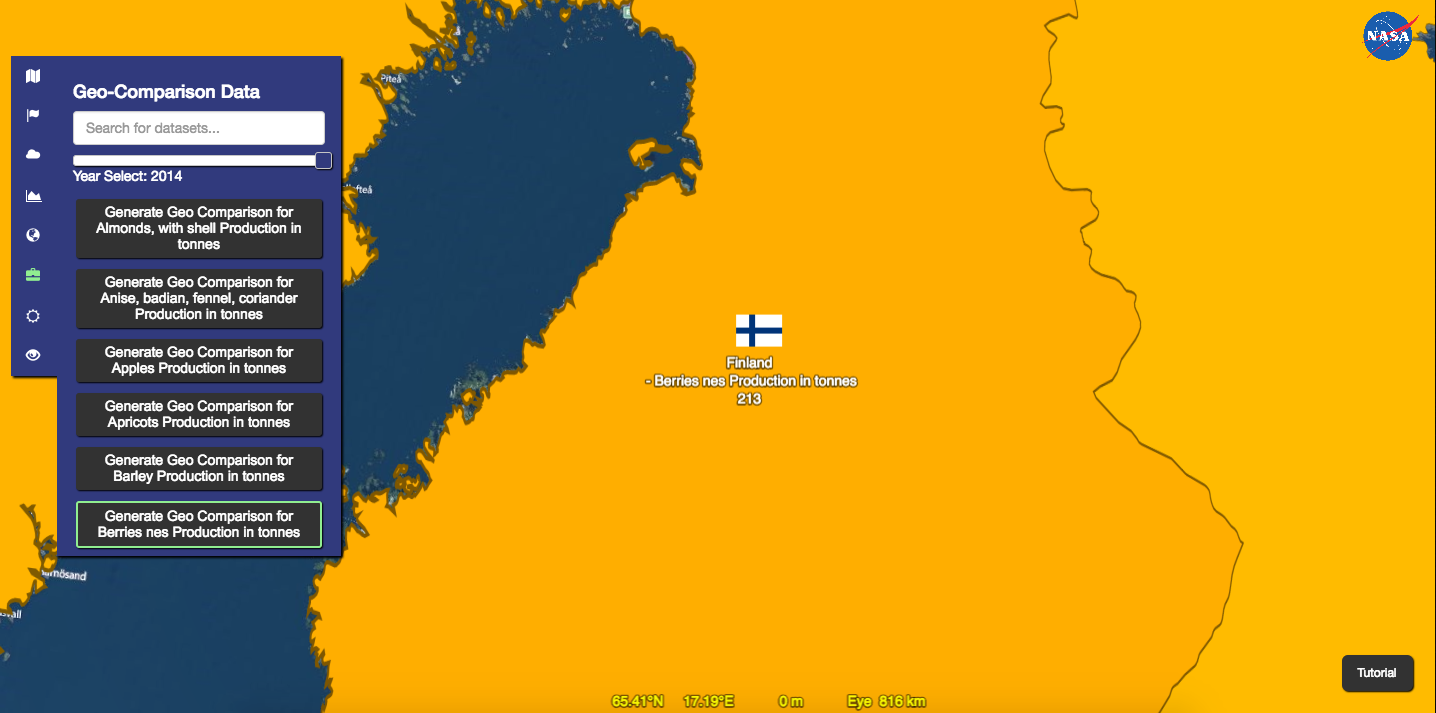 NASA
Piteå
Geo-Comparison Data
Search for datasets...
Year Select: 2014
Generate Geo Comparison for
Almonds, with shell Production in
tonnes
Generate Geo Comparison for
Anise, badian, fennel, coriander
Production in tonnes
Generate Geo Comparison for
Apples Production in tonnes
Generate Geo Comparison for
Apricots Production in tonnes
Generate Geo Comparison for
Barley Production in tonnes
Generate Geo Comparison for
Berries nes Production in tonnes
Finland
- Berries nes Production in tonnes
213
Tutorial
65.41°N 17.19°E 0 m Eye 816 km